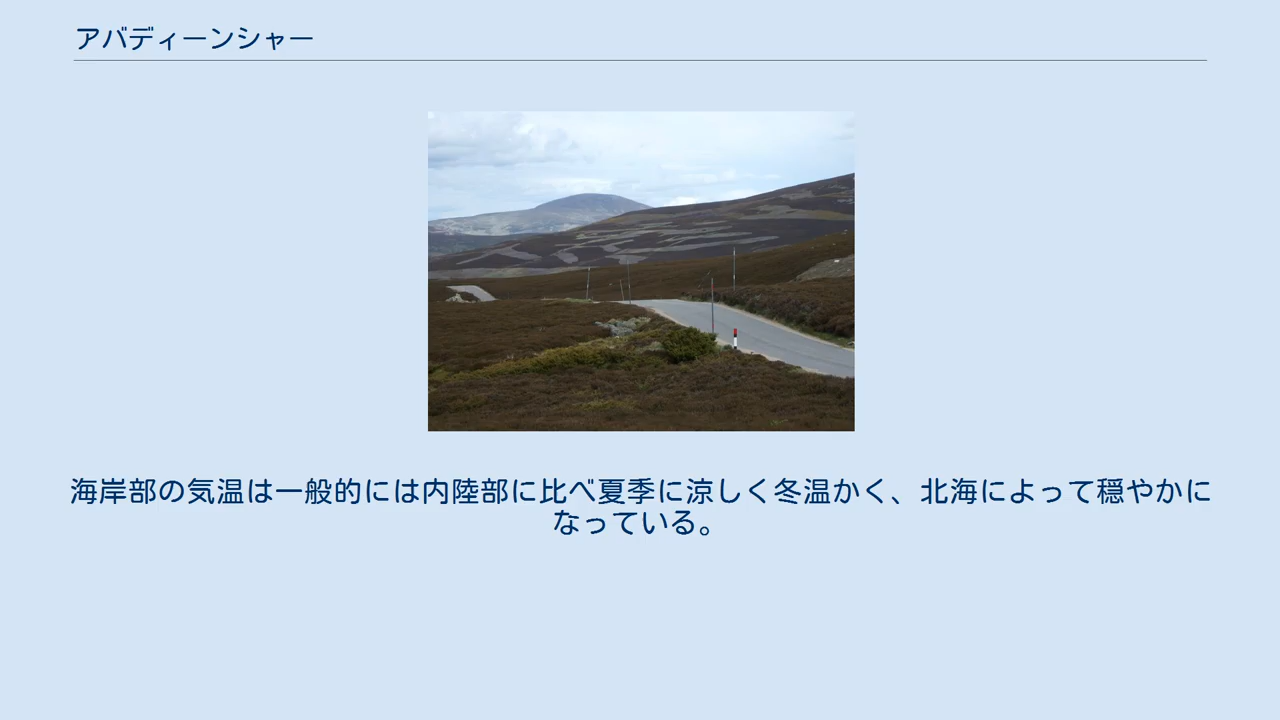 アバディーンシャー
海岸部の気温は一般的には内陸部に比べ夏季に涼しく冬温かく、北海によって穏やかに
なっている。